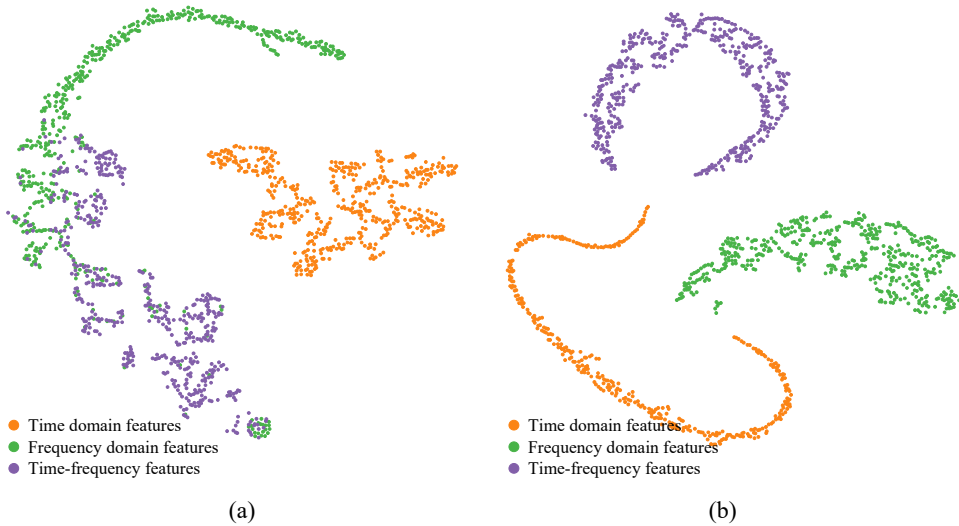 Time domain features
Frequency domain features
Time-frequency features
Time domain features
Frequency domain features
Time-frequency features
(a)
(b)